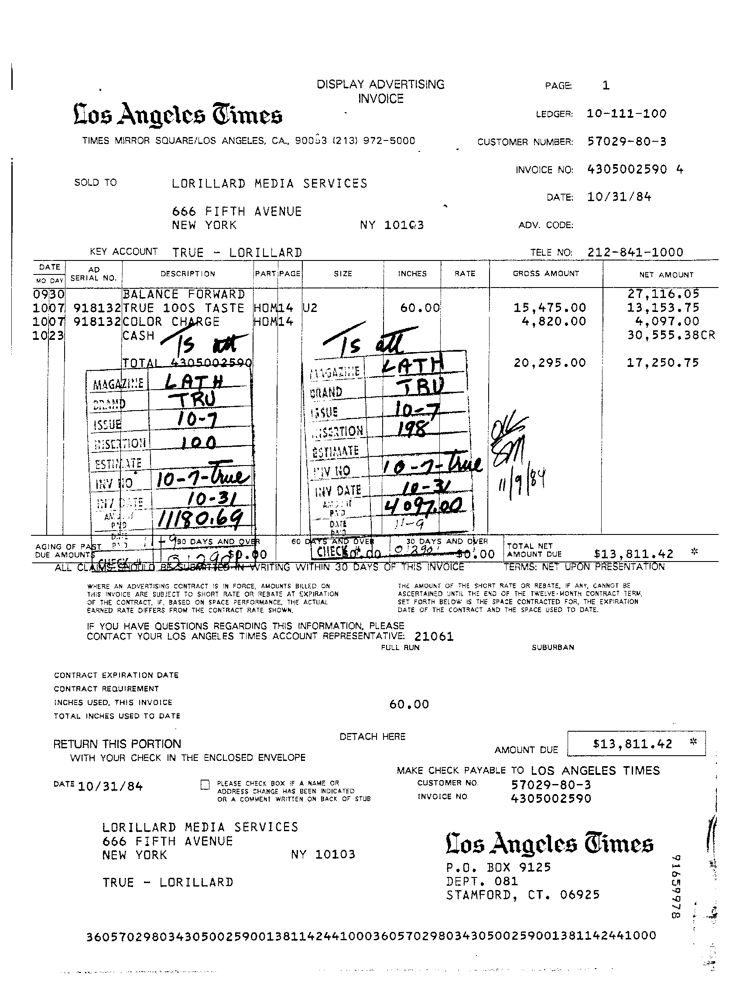 DISPLAY ADVERTISING
INVOICE
PAGE: 1
Los Angeles Times
LEDGER: 10-111-100
TIMES MIRROR SQUARE/LOS ANGELES, CA., 90053 (213) 972-5000
CUSTOMER NUMBER: 57029-80-3
INVOICE NO: 4305002590 4
SOLD TO LORILLARD MEDIA SERVICES
DATE: 10/31/84
666 FIFTH AVENUE
NEW YORK NY 10103
ADV. CODE:
KEY ACCOUNT TRUE - LORILLARD
TELE NO: 212-841-1000
DATE MO DAY AD SERIAL NO. DESCRIPTION PART PAGE SIZE INCHES RATE GROSS AMOUNT NET AMOUNT
0930 BALANCE FORWARD 27,116.05
1007 918132 TRUE 100S TASTE HOM14 U2 60.00 15,475.00 13,153.75
1007 918132 COLOR CHARGE HOM14 4,820.00 4,097.00
1023 CASH 30,555.38CR
TS att TS att
TOTAL 4305002590 20,295.00 17,250.75
MAGAZINE LATH
BRAND TRU
ISSUE 10-7
INSERTION 100
ESTIMATE
INV NO 10-7-true
INV DATE 10-31
11180.69
MAGAZINE LATH
BRAND TRU
ISSUE 10-7
INSERTION 198
ESTIMATE
INV NO 10-7-true
INV DATE 10-31
4097.00
DATE 11-9
OK
SM
11/9/84
AGING OF PAST DUE AMOUNTS 30 DAYS AND OVER $0.00 60 DAYS AND OVER 30 DAYS AND OVER $0.00 TOTAL NET AMOUNT DUE $13,811.42 *
CHECK
ALL CLAIMS SHOULD BE SUBMITTED IN WRITING WITHIN 30 DAYS OF THIS INVOICE TERMS: NET UPON PRESENTATION
WHERE AN ADVERTISING CONTRACT IS IN FORCE, AMOUNTS BILLED ON
THIS INVOICE ARE SUBJECT TO SHORT RATE OR REBATE AT EXPIRATION
OF THE CONTRACT, IF, BASED ON SPACE PERFORMANCE, THE ACTUAL
EARNED RATE DIFFERS FROM THE CONTRACT RATE SHOWN.
THE AMOUNT OF THE SHORT RATE OR REBATE, IF ANY, CANNOT BE
ASCERTAINED UNTIL THE END OF THE TWELVE-MONTH CONTRACT TERM,
SET FORTH BELOW IS THE SPACE CONTRACTED FOR, THE EXPIRATION
DATE OF THE CONTRACT AND THE SPACE USED TO DATE.
IF YOU HAVE QUESTIONS REGARDING THIS INFORMATION, PLEASE
CONTACT YOUR LOS ANGELES TIMES ACCOUNT REPRESENTATIVE: 21061
FULL RUN SUBURBAN
CONTRACT EXPIRATION DATE
CONTRACT REQUIREMENT
INCHES USED, THIS INVOICE 60.00
TOTAL INCHES USED TO DATE
DETACH HERE
RETURN THIS PORTION
WITH YOUR CHECK IN THE ENCLOSED ENVELOPE
AMOUNT DUE $13,811.42 *
MAKE CHECK PAYABLE TO LOS ANGELES TIMES
DATE 10/31/84
PLEASE CHECK BOX IF A NAME OR
ADDRESS CHANGE HAS BEEN INDICATED
OR A COMMENT WRITTEN ON BACK OF STUB
CUSTOMER NO. 57029-80-3
INVOICE NO. 4305002590
LORILLARD MEDIA SERVICES
666 FIFTH AVENUE
NEW YORK NY 10103
TRUE - LORILLARD
Los Angeles Times
P.O. BOX 9125
DEPT. 081
STAMFORD, CT. 06925
91659978
3605702980343050025900138114244100036057029803430500259001381142441000